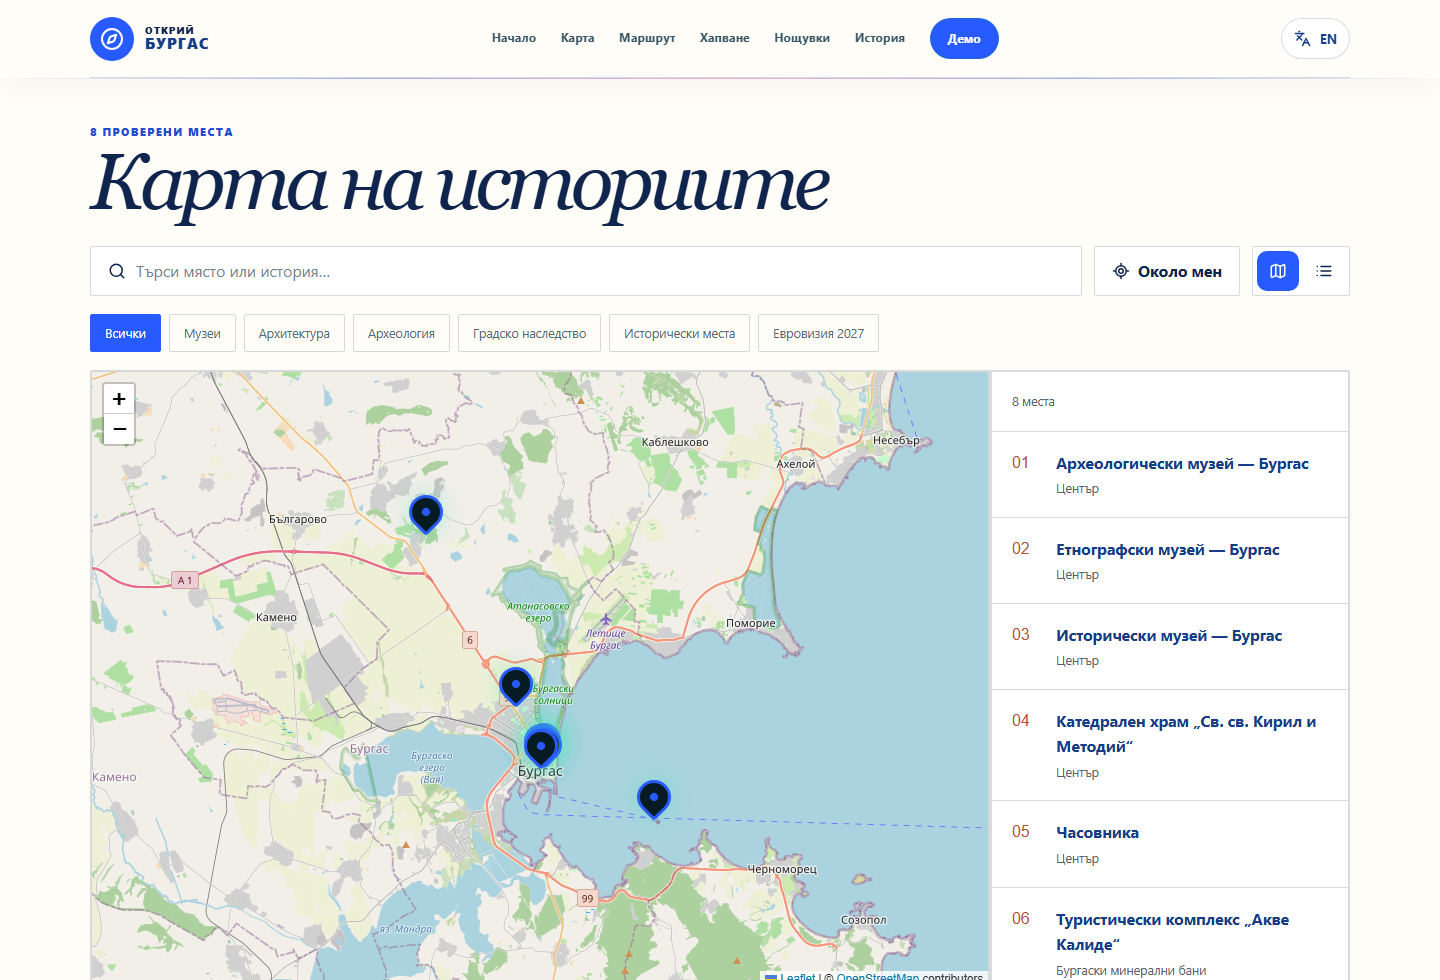 ОТКРИЙ
БУРГАС
Начало
Карта
Маршрут
Хапване
Нощувки
История
Демо
EN
8 ПРОВЕРЕНИ МЕСТА
Карта на историите
Търси място или история...
Около мен
Всички
Музеи
Архитектура
Археология
Градско наследство
Исторически места
Евровизия 2027
+
−
Каблешково
Несебър
Ахелой
Българово
A 1
Атанасовско
езеро
Камено
Летище
Бургас
Поморие
6
Бургаски
солници
Бургас
Бургаско
езеро
(Вая)
Бургас
Камено
Черноморец
99
Созопол
яз. Мандра
Leaflet | © OpenStreetMap contributors
8 места
01
Археологически музей — Бургас
Център
02
Етнографски музей — Бургас
Център
03
Исторически музей — Бургас
Център
04
Катедрален храм „Св. св. Кирил и
Методий“
Център
05
Часовника
Център
06
Туристически комплекс „Акве
Калиде“
Бургаски минерални бани